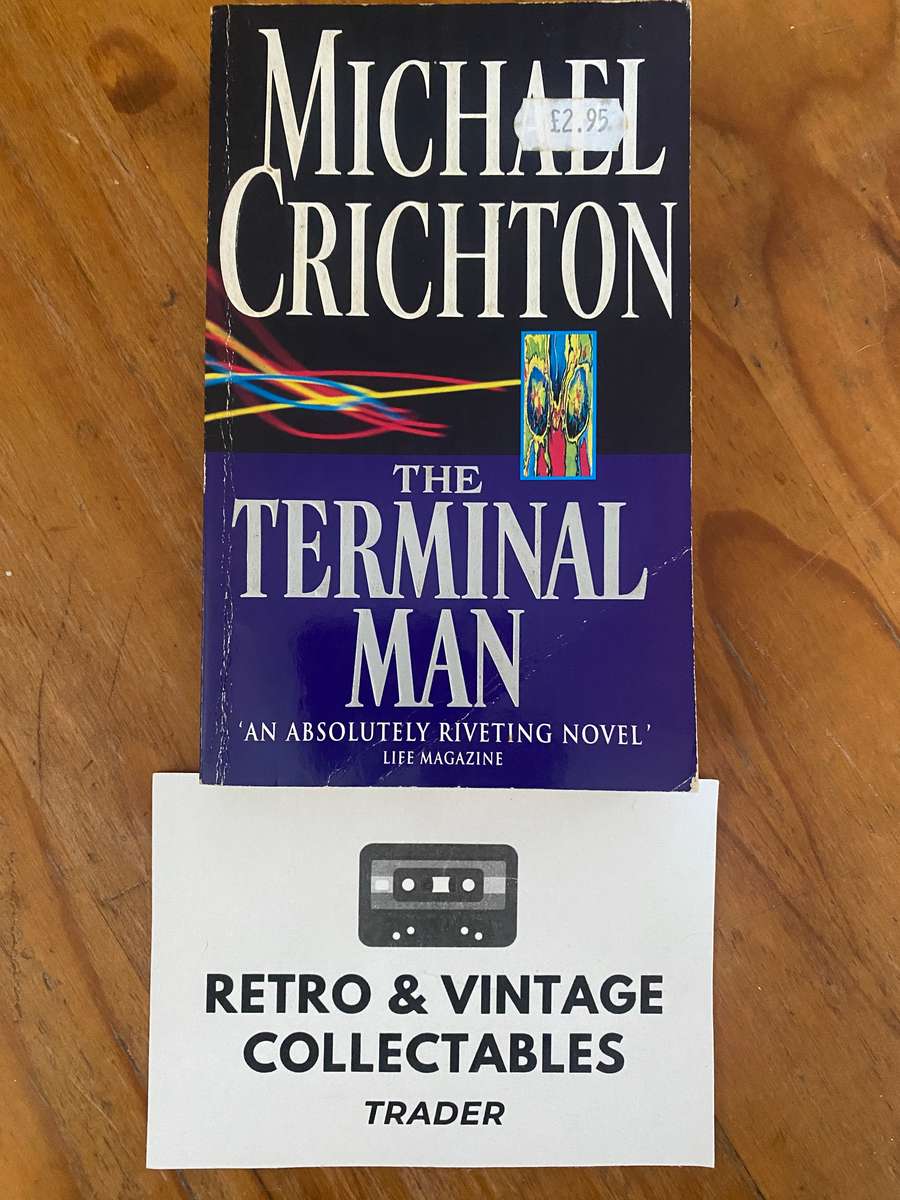 MICHAEL
£2.95
CRICHTON
THE
TERMINAL
MAN
'AN ABSOLUTELY RIVETING NOVEL'
LIFE MAGAZINE
RETRO & VINTAGE
COLLECTABLES
TRADER